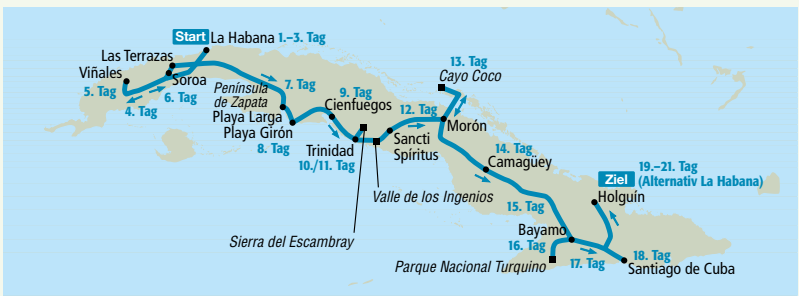 Start La Habana 1.–3. Tag
Las Terrazas
Viñales
Soroa
5. Tag
6. Tag
4. Tag
Península
de Zapata
7. Tag
Playa Larga
Playa Girón
8. Tag
9. Tag
Cienfuegos
Trinidad
10./11. Tag
12. Tag
Sancti
Spíritus
13. Tag
Cayo Coco
Morón
Valle de los Ingenios
Sierra del Escambray
14. Tag
Camagüey
15. Tag
Bayamo
16. Tag
Parque Nacional Turquino
17. Tag
18. Tag
Santiago de Cuba
19.–21. Tag
Ziel (Alternativ La Habana)
Holguín